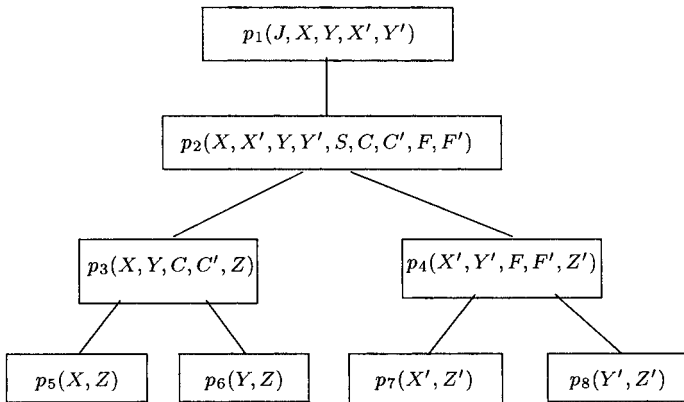 p₁(J, X, Y, X′, Y′)
p₂(X, X′, Y, Y′, S, C, C′, F, F′)
p₃(X, Y, C, C′, Z)
p₄(X′, Y′, F, F′, Z′)
p₅(X, Z)
p₆(Y, Z)
p₇(X′, Z′)
p₈(Y′, Z′)